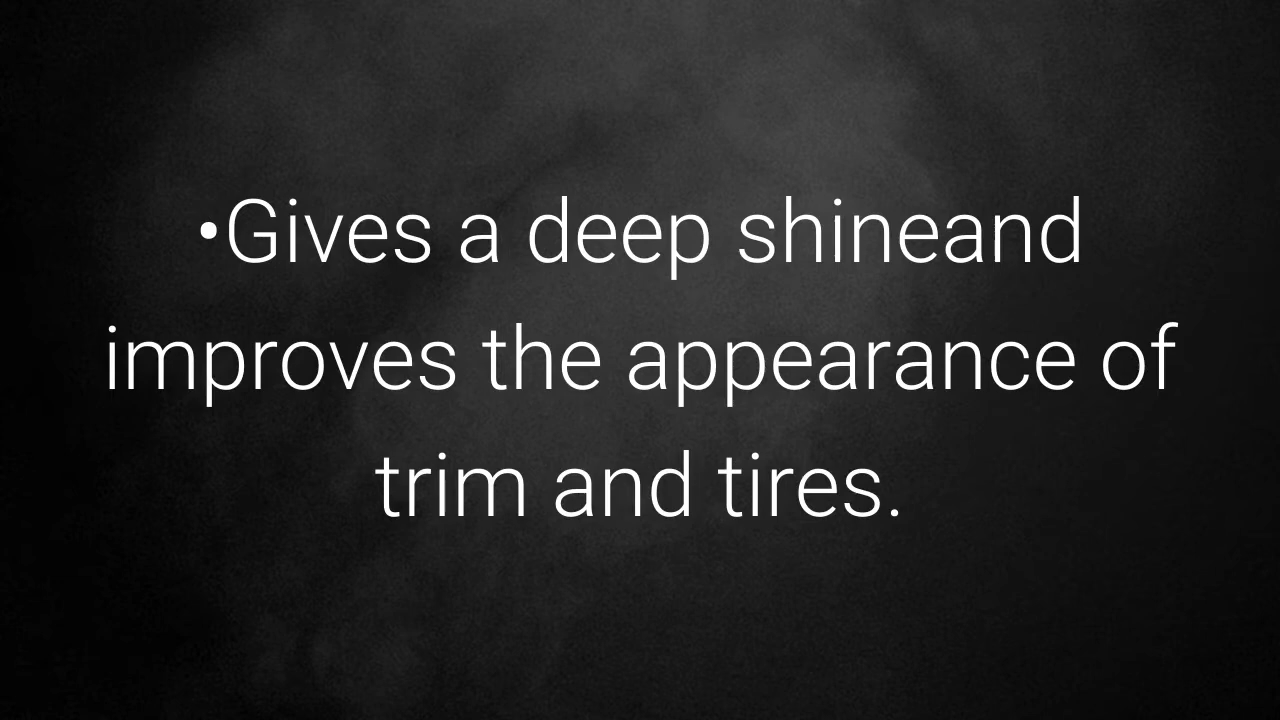 •Gives a deep shineand
improves the appearance of
trim and tires.